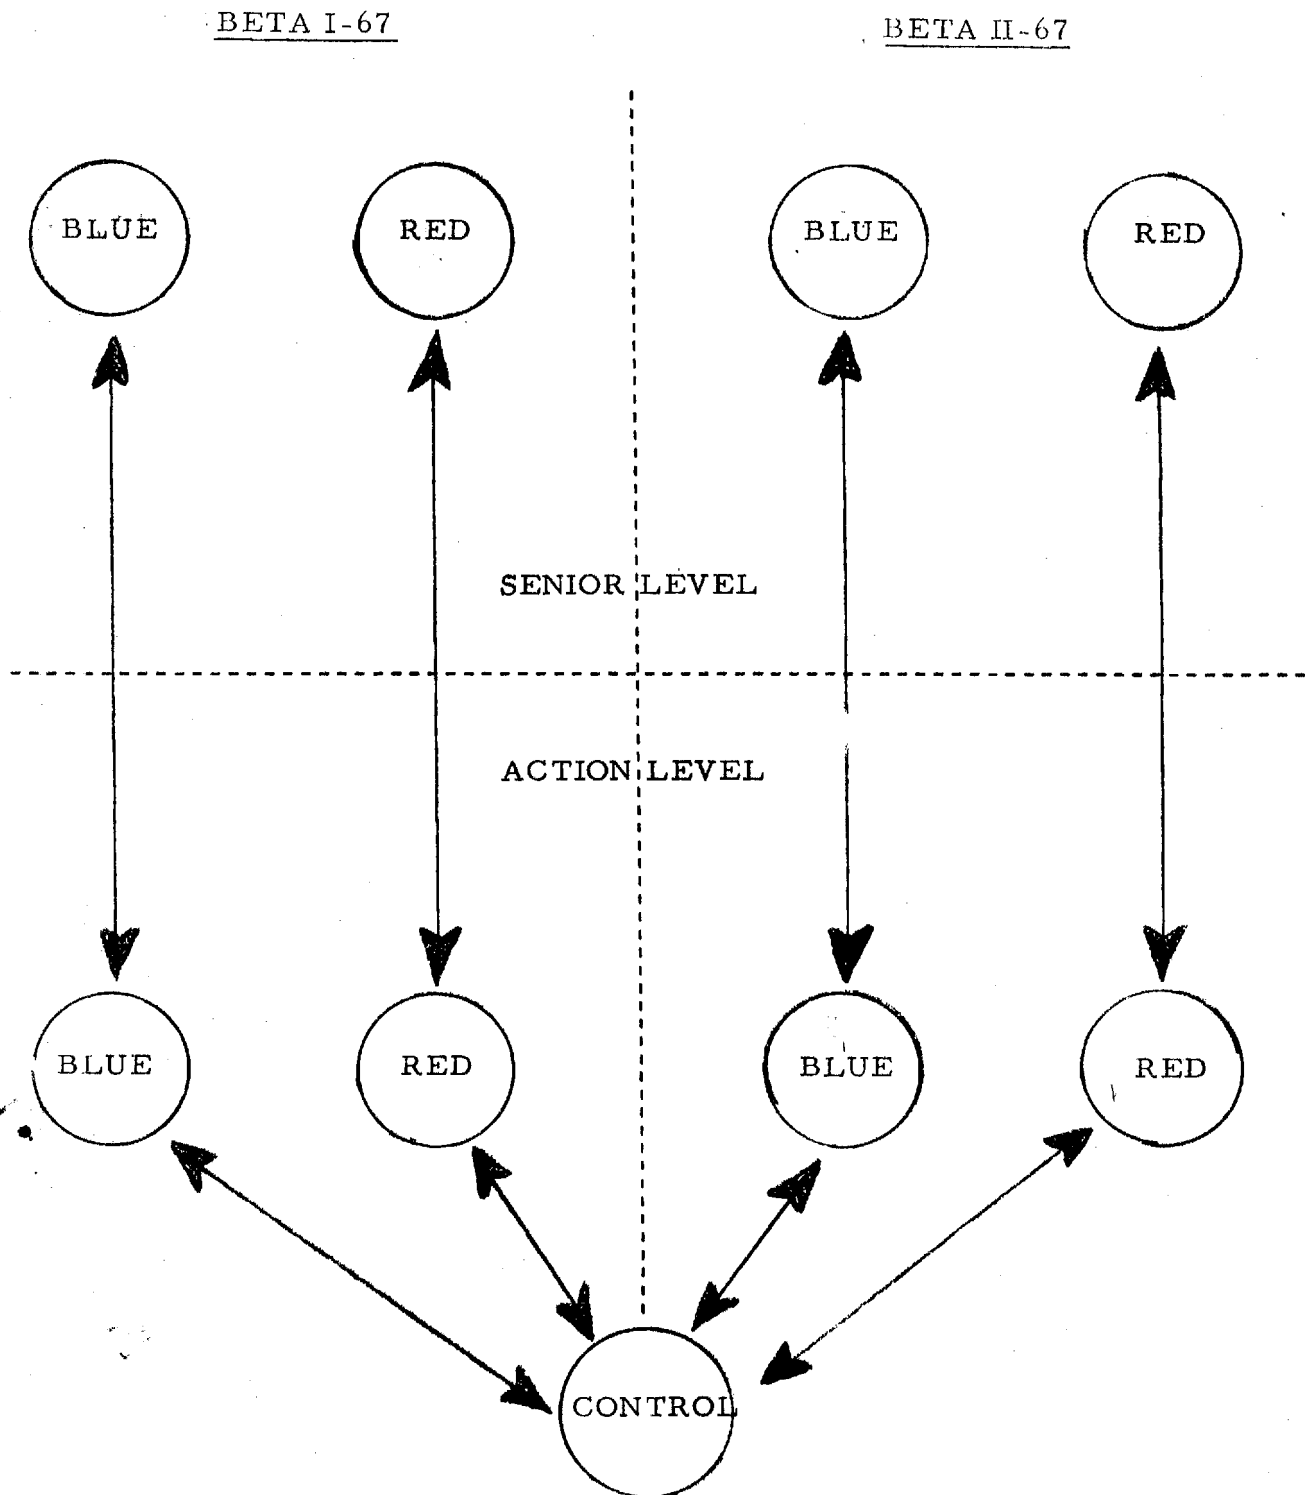 BETA I-67
BETA II-67
BLUE
RED
BLUE
RED
SENIOR LEVEL
ACTION LEVEL
BLUE
RED
BLUE
RED
CONTROL